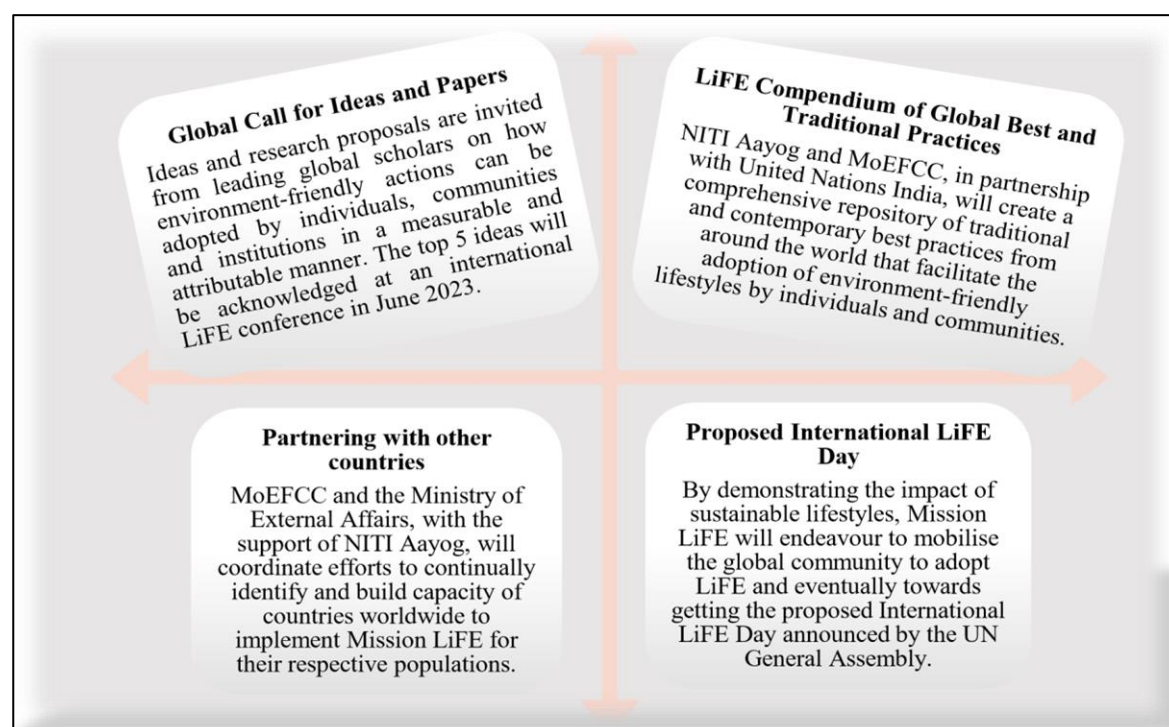 Global Call for Ideas and Papers
Ideas and research proposals are invited
from leading global scholars on how
environment-friendly actions can be
adopted by individuals, communities
and institutions in a measurable and
attributable manner. The top 5 ideas will
be acknowledged at an international
LiFE conference in June 2023.
LiFE Compendium of Global Best and
Traditional Practices
NITI Aayog and MoEFCC, in partnership
with United Nations India, will create a
comprehensive repository of traditional
and contemporary best practices from
around the world that facilitate the
adoption of environment-friendly
lifestyles by individuals and communities.
Partnering with other
countries
MoEFCC and the Ministry of
External Affairs, with the
support of NITI Aayog, will
coordinate efforts to continually
identify and build capacity of
countries worldwide to
implement Mission LiFE for
their respective populations.
Proposed International LiFE
Day
By demonstrating the impact of
sustainable lifestyles, Mission
LiFE will endeavour to mobilise
the global community to adopt
LiFE and eventually towards
getting the proposed International
LiFE Day announced by the UN
General Assembly.